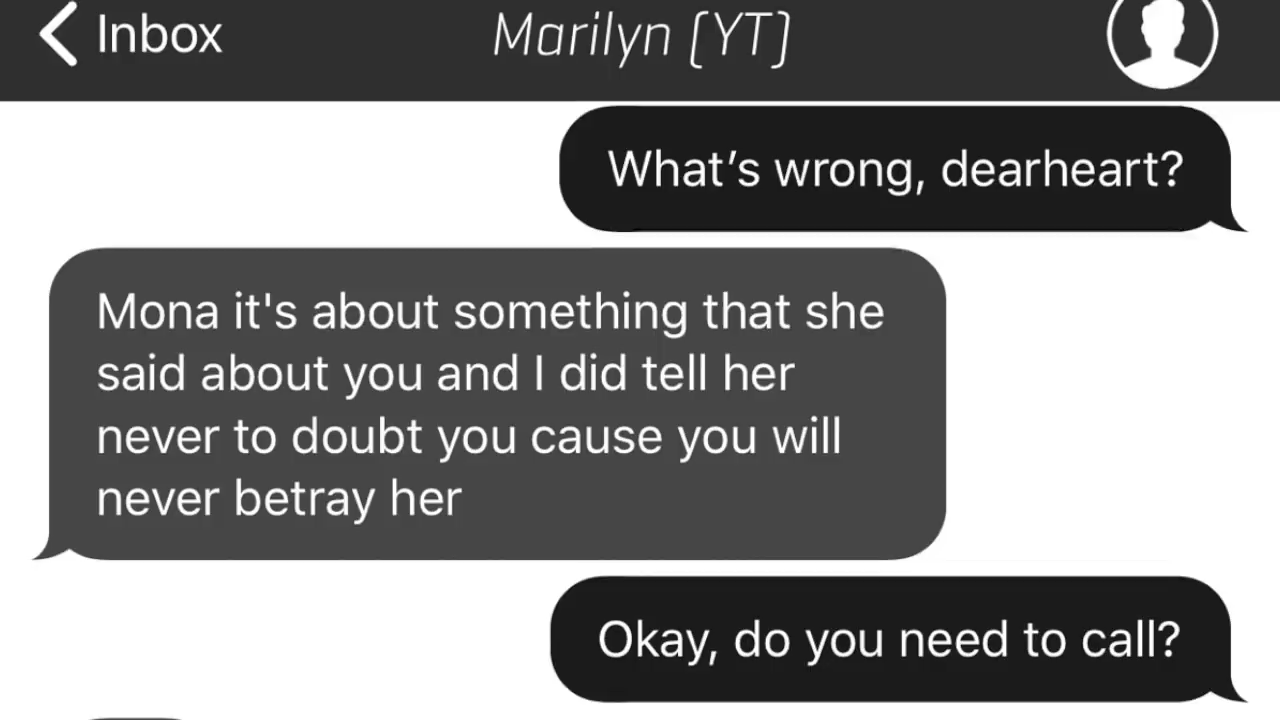 Inbox
Marilyn [YT]
What’s wrong, dearheart?
Mona it's about something that she
said about you and I did tell her
never to doubt you cause you will
never betray her
Okay, do you need to call?